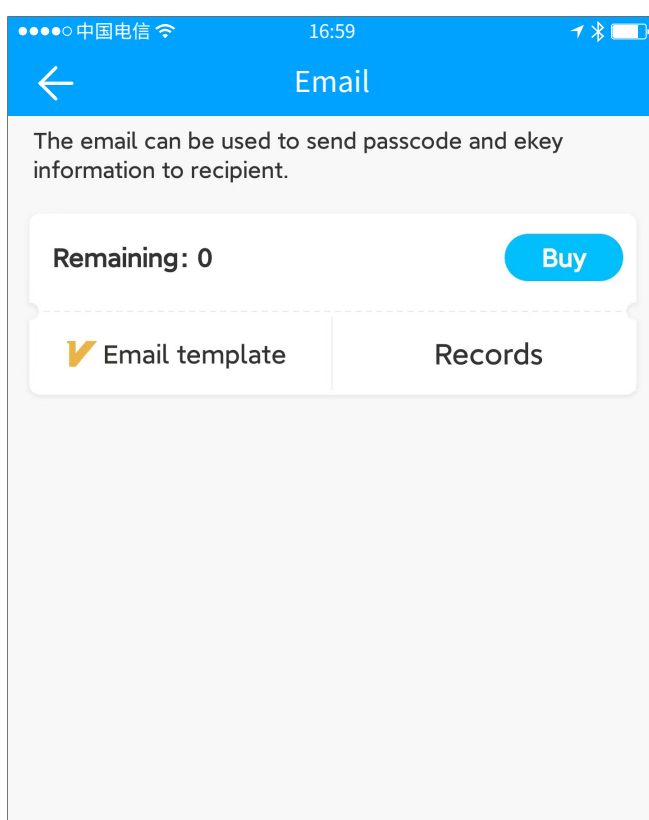 中国电信 16:59
Email
The email can be used to send passcode and ekey
information to recipient.
Remaining: 0 Buy
Email template Records